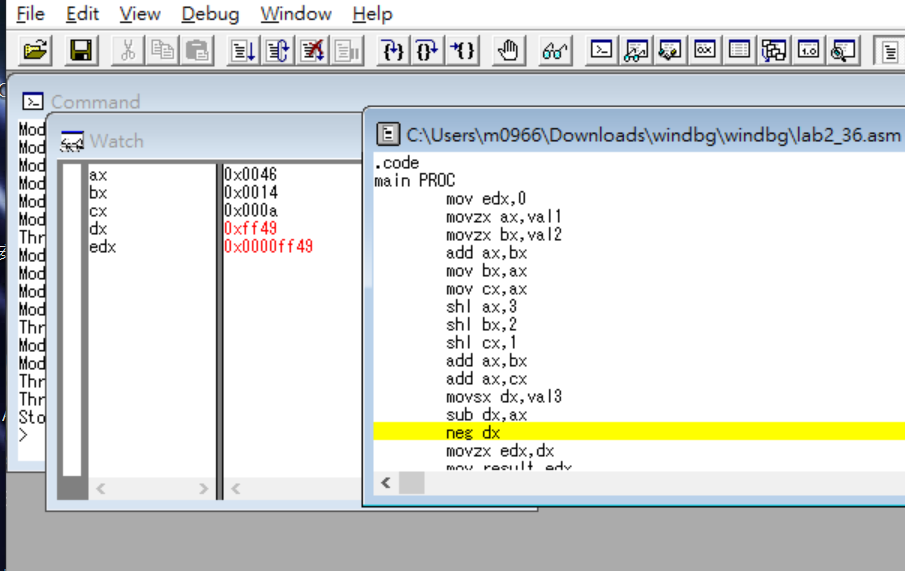 File Edit View Debug Window Help
Command
Mod
Mod
Mod
Mod
Mod
Mod
Thr
Mod
Mod
Mod
Mod
Thr
Mod
Mod
Thr
Thr
Sto
>
Watch
ax 0x0046
bx 0x0014
cx 0x000a
dx 0xff49
edx 0x0000ff49
C:\Users\m0966\Downloads\windbg\windbg\lab2_36.asm
.code
main PROC
mov edx,0
movzx ax,val1
movzx bx,val2
add ax,bx
mov bx,ax
mov cx,ax
shl ax,3
shl bx,2
shl cx,1
add ax,bx
add ax,cx
movsx dx,val3
sub dx,ax
neg dx
movzx edx,dx
mov result,edx